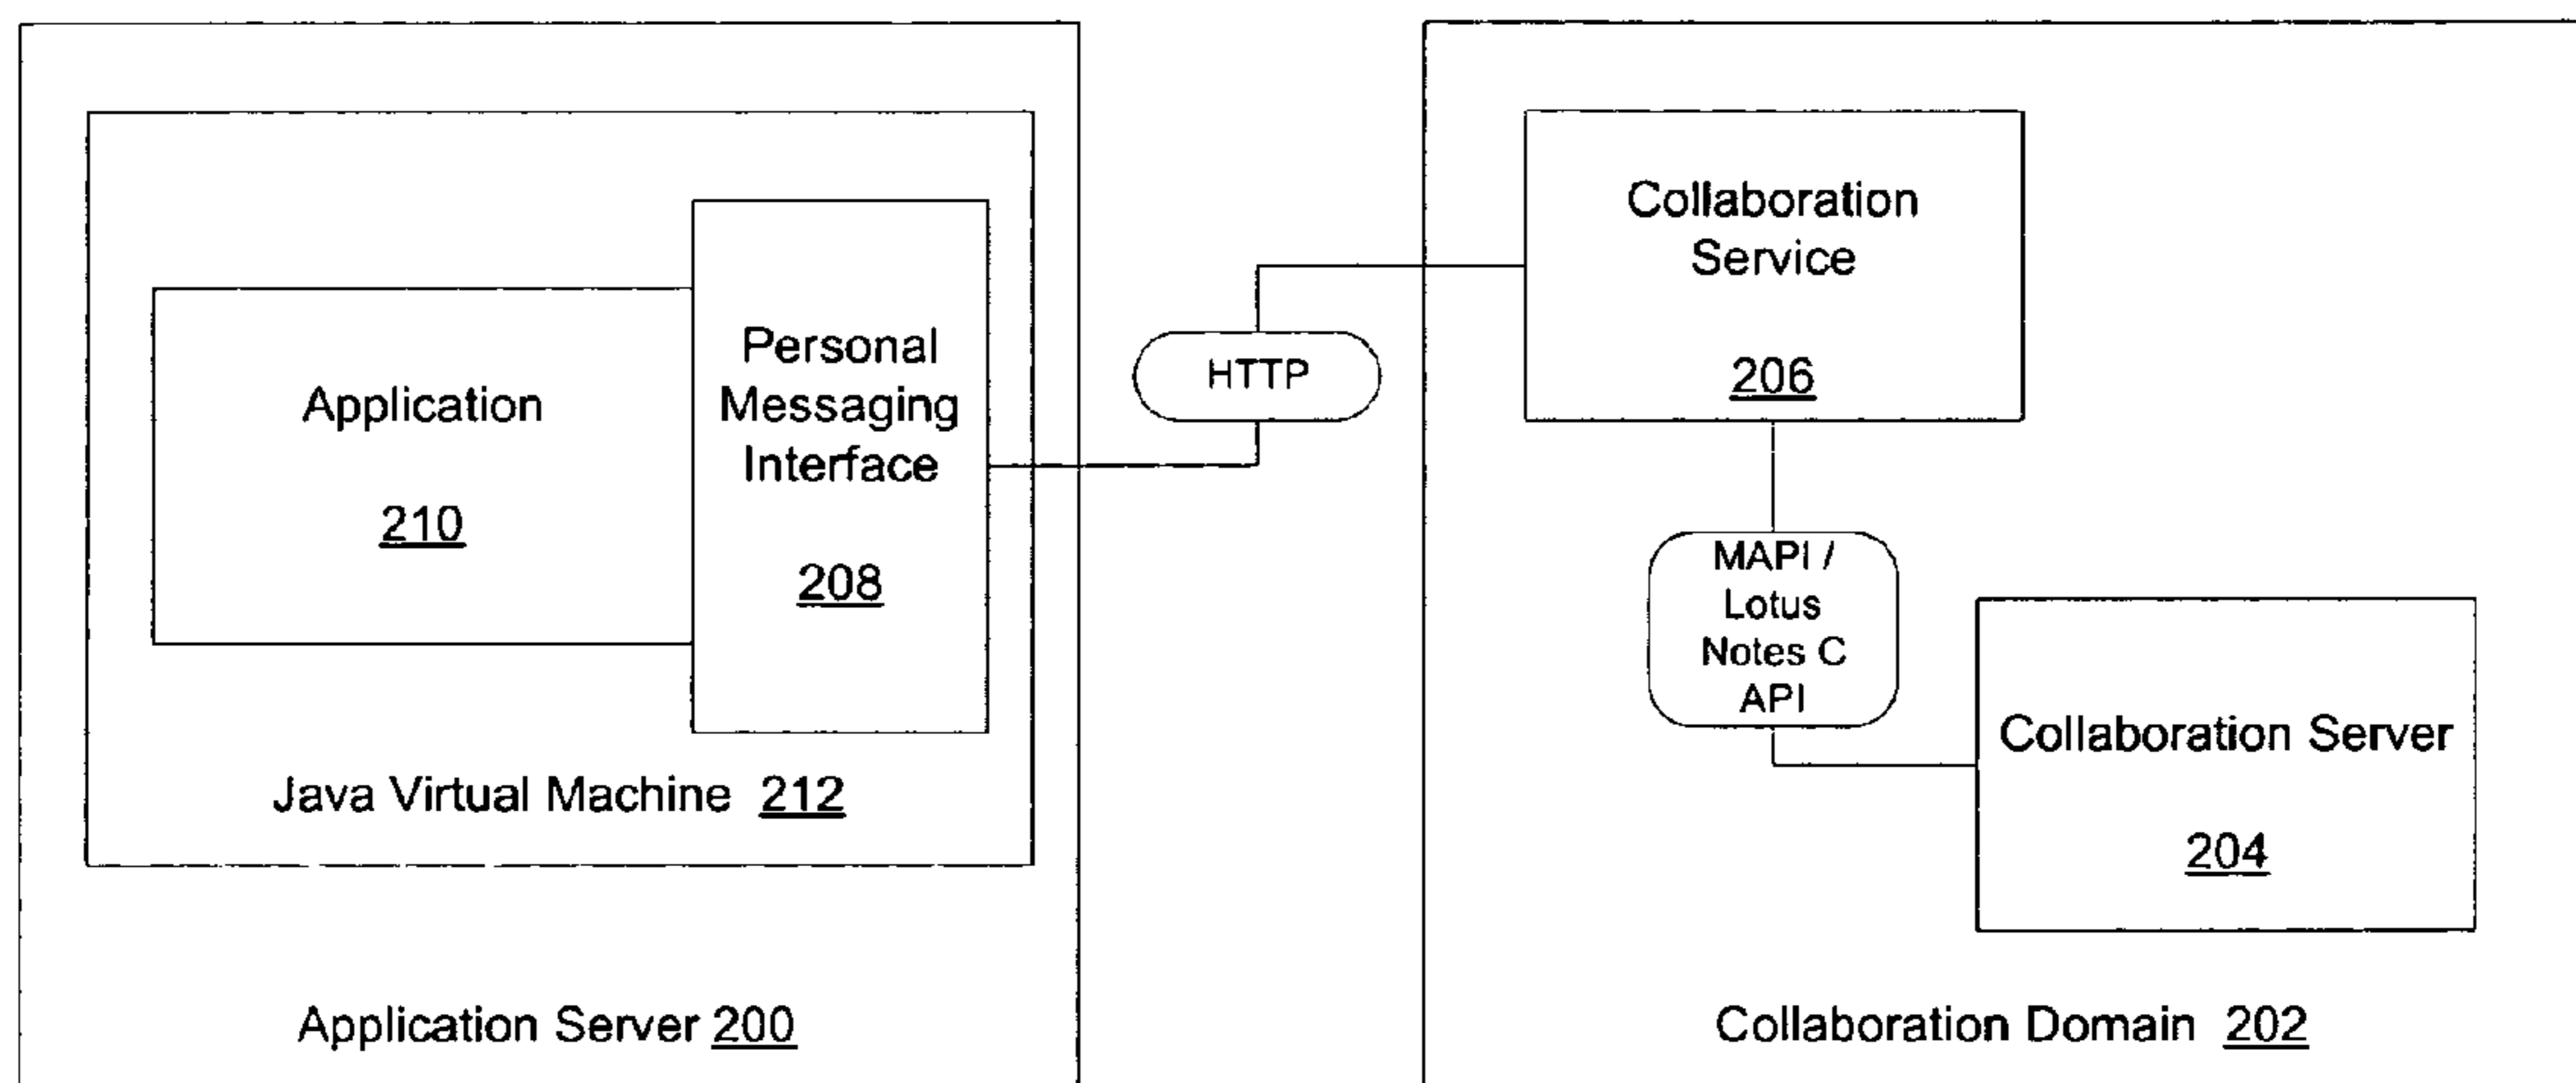 Application
210
Personal
Messaging
Interface
208
Java Virtual Machine 212
Application Server 200
HTTP
Collaboration
Service
206
MAPI /
Lotus
Notes C
API
Collaboration Server
204
Collaboration Domain 202